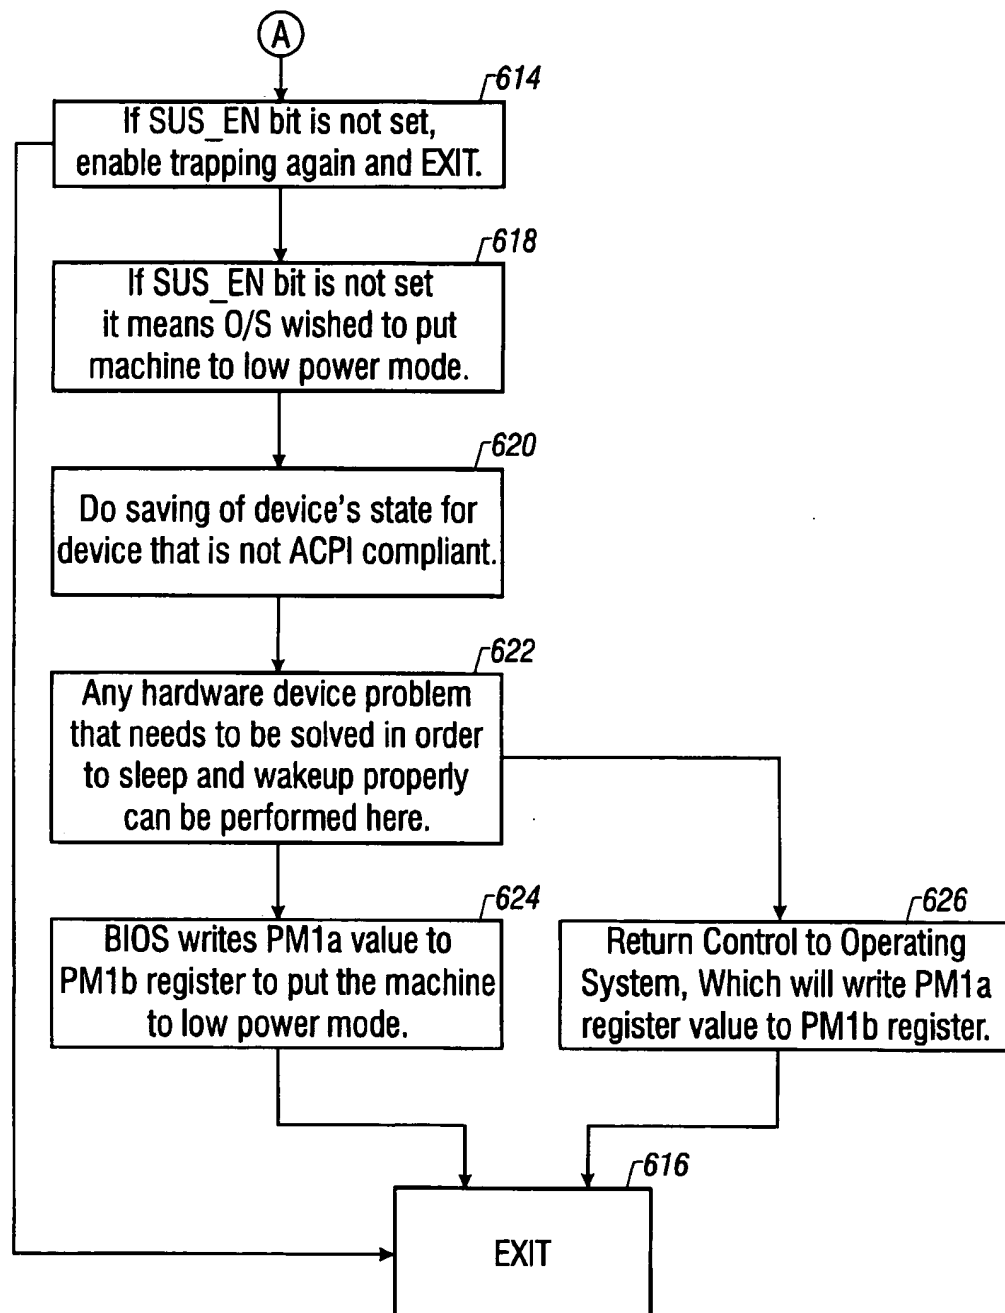 A
614
If SUS_EN bit is not set,
enable trapping again and EXIT.
618
If SUS_EN bit is not set
it means O/S wished to put
machine to low power mode.
620
Do saving of device's state for
device that is not ACPI compliant.
622
Any hardware device problem
that needs to be solved in order
to sleep and wakeup properly
can be performed here.
624
BIOS writes PM1a value to
PM1b register to put the machine
to low power mode.
626
Return Control to Operating
System, Which will write PM1a
register value to PM1b register.
616
EXIT